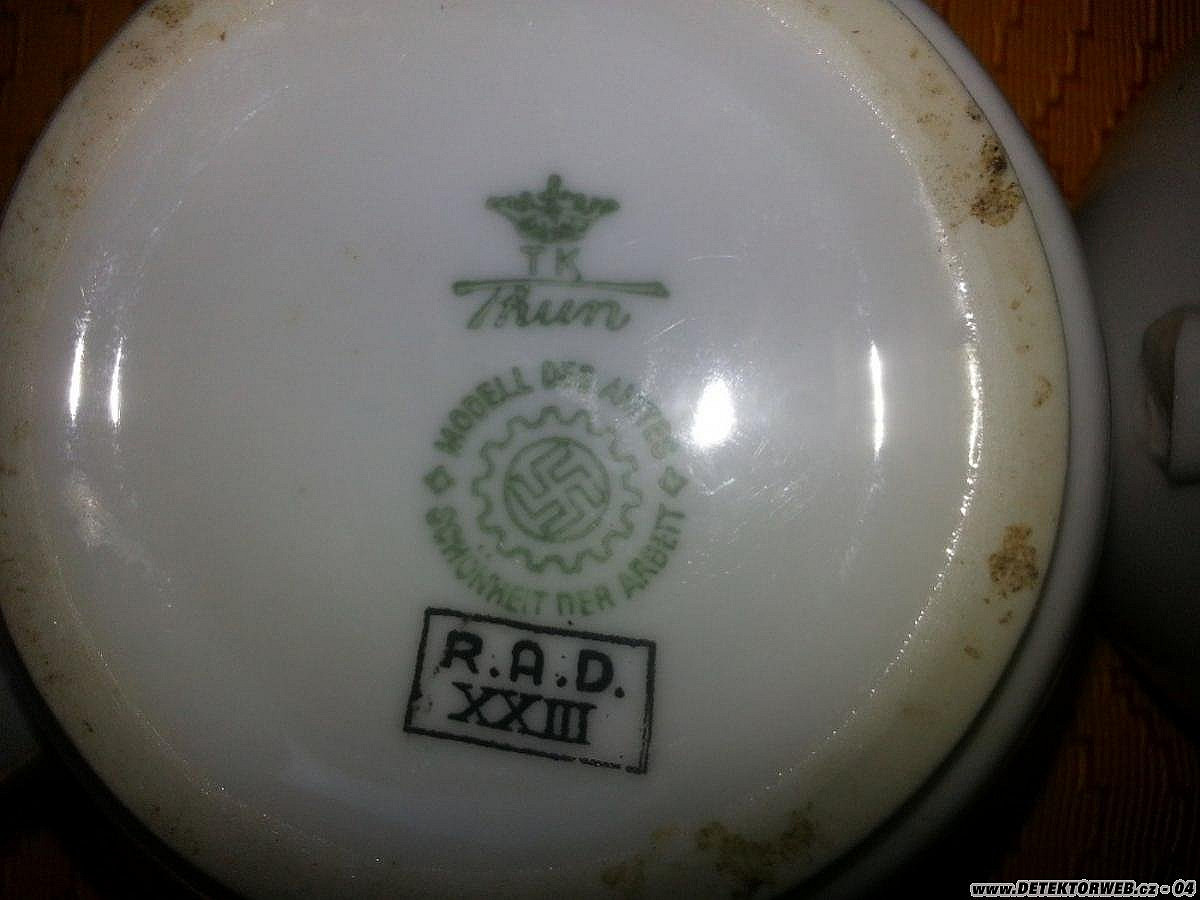 TK
Thun
MODELL DES AMTES
SCHÖNHEIT DER ARBEIT
R.A.D.
XXIII
www.DETEKTORWEB.cz - 04